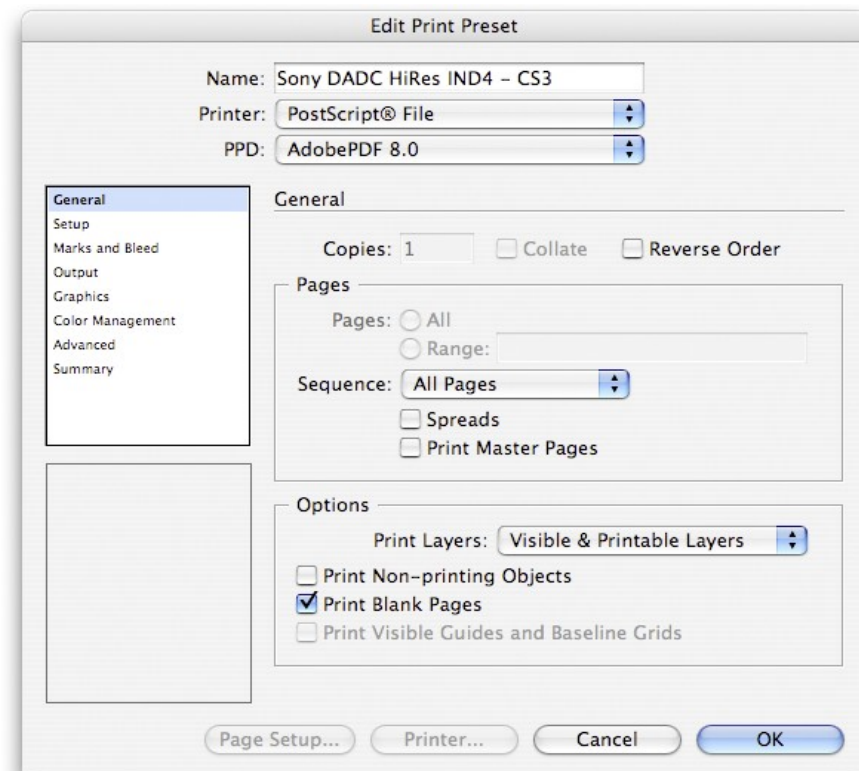 Edit Print Preset
Name: Sony DADC HiRes IND4 – CS3
Printer: PostScript® File
PPD: AdobePDF 8.0
General
Setup
Marks and Bleed
Output
Graphics
Color Management
Advanced
Summary
General
Copies: 1 Collate Reverse Order
Pages
Pages: All
Range:
Sequence: All Pages
Spreads
Print Master Pages
Options
Print Layers: Visible & Printable Layers
Print Non-printing Objects
Print Blank Pages
Print Visible Guides and Baseline Grids
Page Setup... Printer... Cancel OK